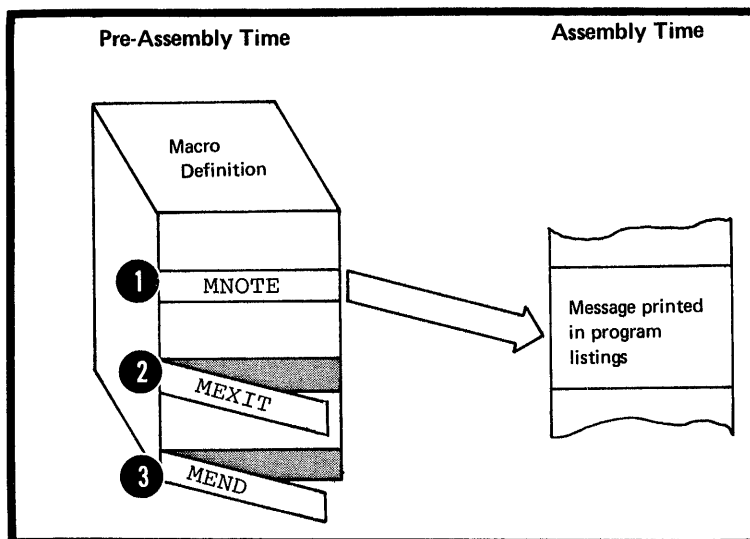 Pre-Assembly Time
Assembly Time
Macro
Definition
1
MNOTE
Message printed
in program
listings
2
MEXIT
3
MEND